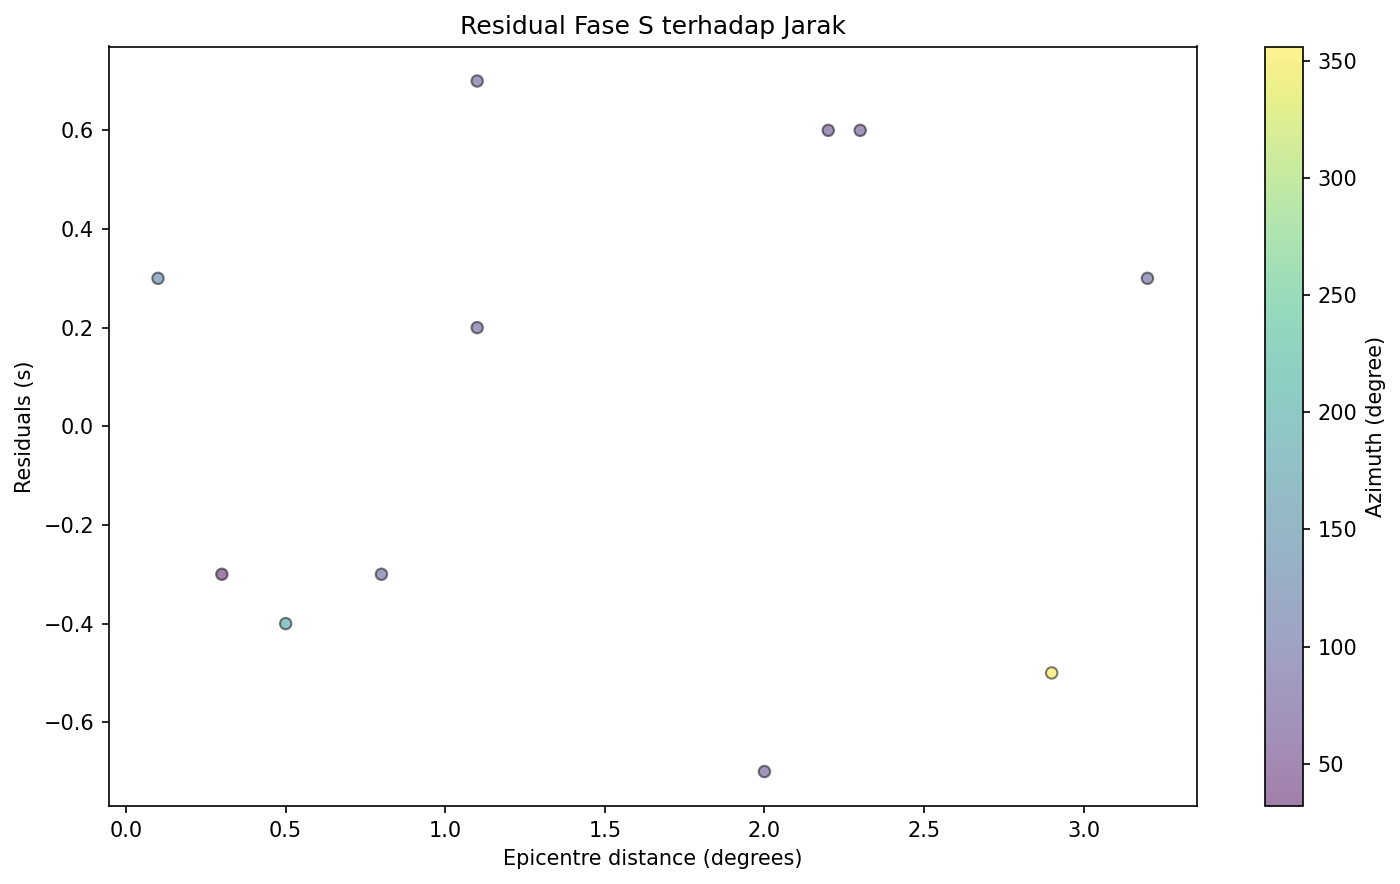 Residual Fase S terhadap Jarak
0.6
0.4
0.2
0.0
−0.2
−0.4
−0.6
Residuals (s)
0.0 0.5 1.0 1.5 2.0 2.5 3.0
Epicentre distance (degrees)
350
300
250
200
150
100
50
Azimuth (degree)